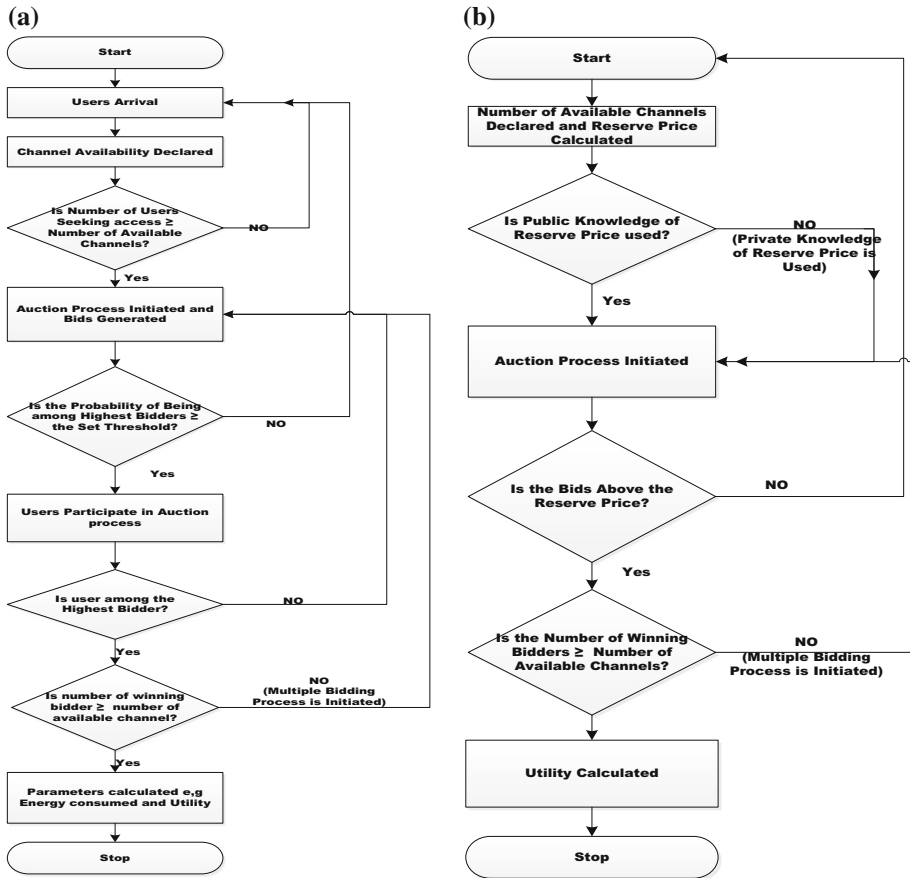 (a)
Start
Users Arrival
Channel Availability Declared
Is Number of Users
Seeking access ≥
Number of Available
Channels?
NO
Yes
Auction Process Initiated and
Bids Generated
Is the Probability of Being
among Highest Bidders ≥
the Set Threshold?
NO
Yes
Users Participate in Auction
process
Is user among the
Highest Bidder?
NO
Yes
Is number of winning
bidder ≥ number of
available channel?
NO
(Multiple Bidding
Process is Initiated)
Yes
Parameters calculated e,g
Energy consumed and Utility
Stop
(b)
Start
Number of Available Channels
Declared and Reserve Price
Calculated
Is Public Knowledge of
Reserve Price used?
NO
(Private Knowledge
of Reserve Price is
Used)
Yes
Auction Process Initiated
Is the Bids Above the
Reserve Price?
NO
Yes
Is the Number of Winning
Bidders ≥ Number of
Available Channels?
NO
(Multiple Bidding
Process is Initiated)
Utility Calculated
Stop